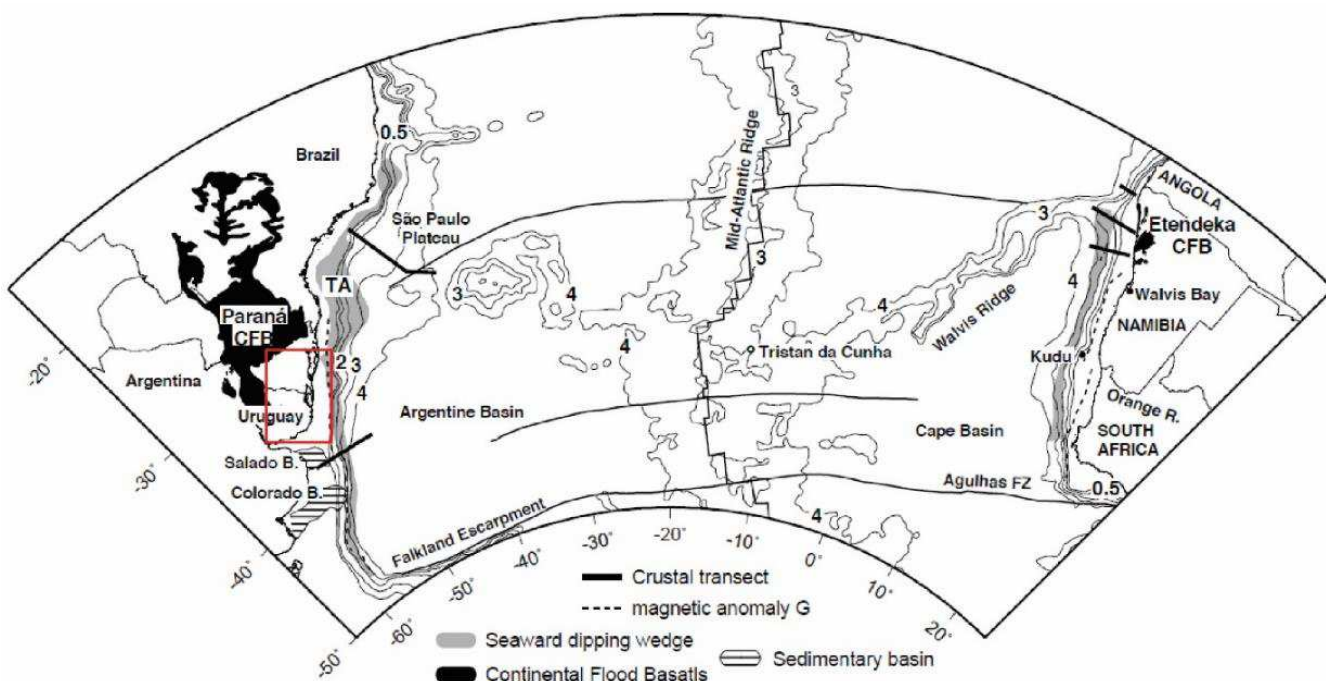 0.5
Brazil
Mid-Atlantic Ridge
3
ANGOLA
São Paulo
Plateau
3
Etendeka
CFB
TA
3
4
3
4
4
Walvis Ridge
Walvis Bay
NAMIBIA
Paraná
CFB
4
Tristan da Cunha
Kudu
-20°
Argentina
2
3
4
Uruguay
Argentine Basin
Cape Basin
Orange R.
SOUTH
AFRICA
Salado B.
-30°
Colorado B.
Agulhas FZ
0.5
4
Falkland Escarpment
-40°
-50°
-60°
-50°
-40°
-30°
-20°
-10°
0°
10°
20°
Crustal transect
magnetic anomaly G
Seaward dipping wedge
Sedimentary basin
Continental Flood Basatls